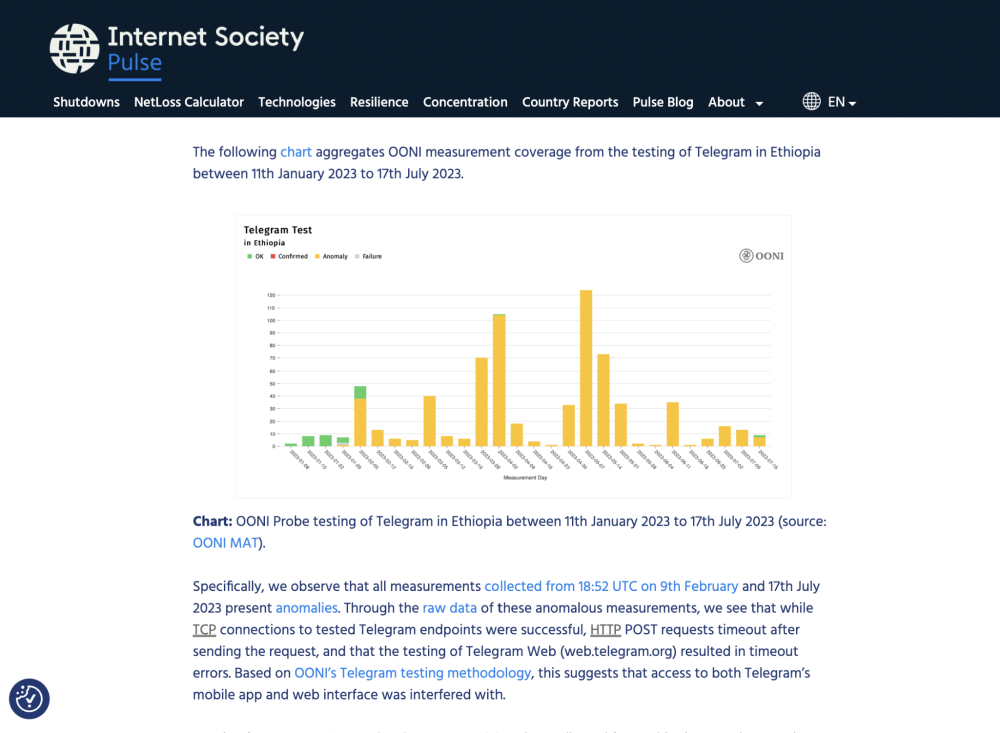 Internet Society
Pulse
Shutdowns NetLoss Calculator Technologies Resilience Concentration Country Reports Pulse Blog About EN
The following chart aggregates OONI measurement coverage from the testing of Telegram in Ethiopia
between 11th January 2023 to 17th July 2023.
Telegram Test
in Ethiopia
OK Confirmed Anomaly Failure
OONI
120
110
100
90
80
70
60
50
40
30
20
10
0
Measurement Day
Chart: OONI Probe testing of Telegram in Ethiopia between 11th January 2023 to 17th July 2023 (source:
OONI MAT).
Specifically, we observe that all measurements collected from 18:52 UTC on 9th February and 17th July
2023 present anomalies. Through the raw data of these anomalous measurements, we see that while
TCP connections to tested Telegram endpoints were successful, HTTP POST requests timeout after
sending the request, and that the testing of Telegram Web (web.telegram.org) resulted in timeout
errors. Based on OONI’s Telegram testing methodology, this suggests that access to both Telegram’s
mobile app and web interface was interfered with.